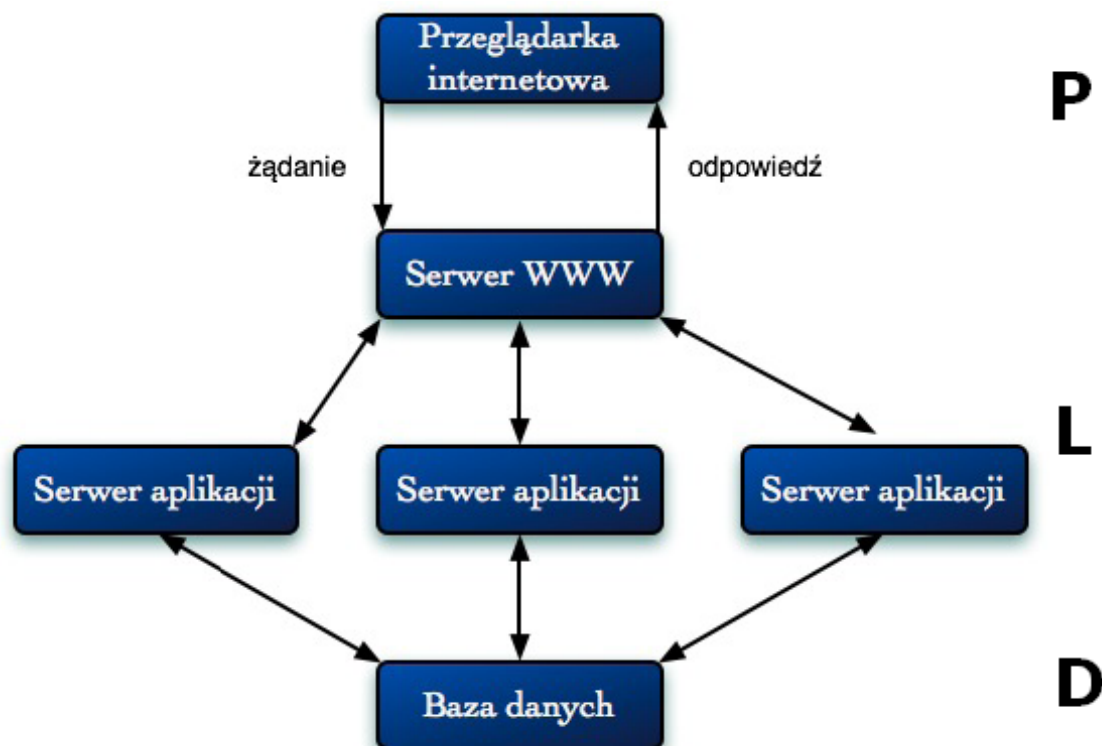 Przeglądarka
internetowa
P
żądanie
odpowiedź
Serwer WWW
L
Serwer aplikacji
Serwer aplikacji
Serwer aplikacji
D
Baza danych